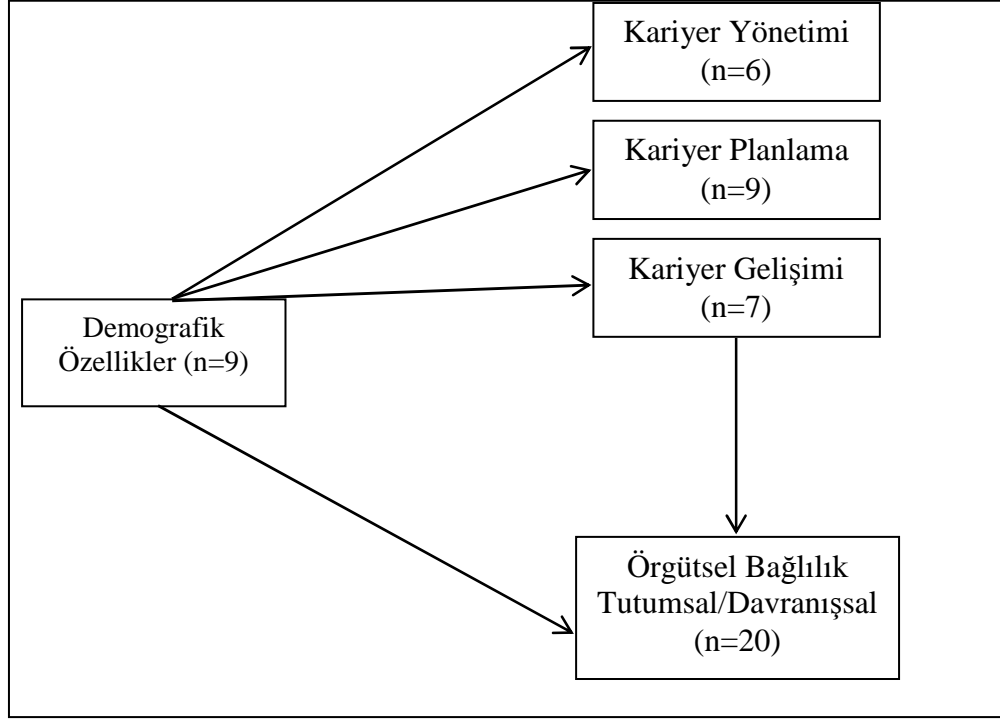 Kariyer Yönetimi
(n=6)
Kariyer Planlama
(n=9)
Kariyer Gelişimi
(n=7)
Demografik
Özellikler (n=9)
Örgütsel Bağlılık
Tutumsal/Davranışsal
(n=20)